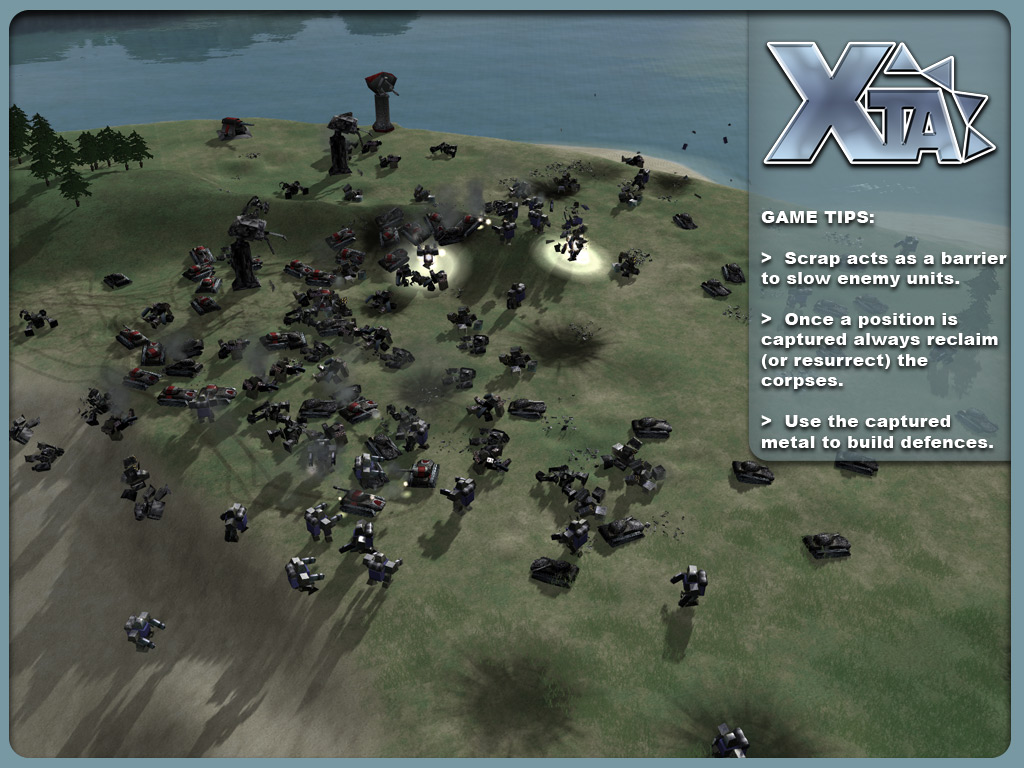 XTA
GAME TIPS:
> Scrap acts as a barrier
to slow enemy units.
> Once a position is
captured always reclaim
(or resurrect) the
corpses.
> Use the captured
metal to build defences.